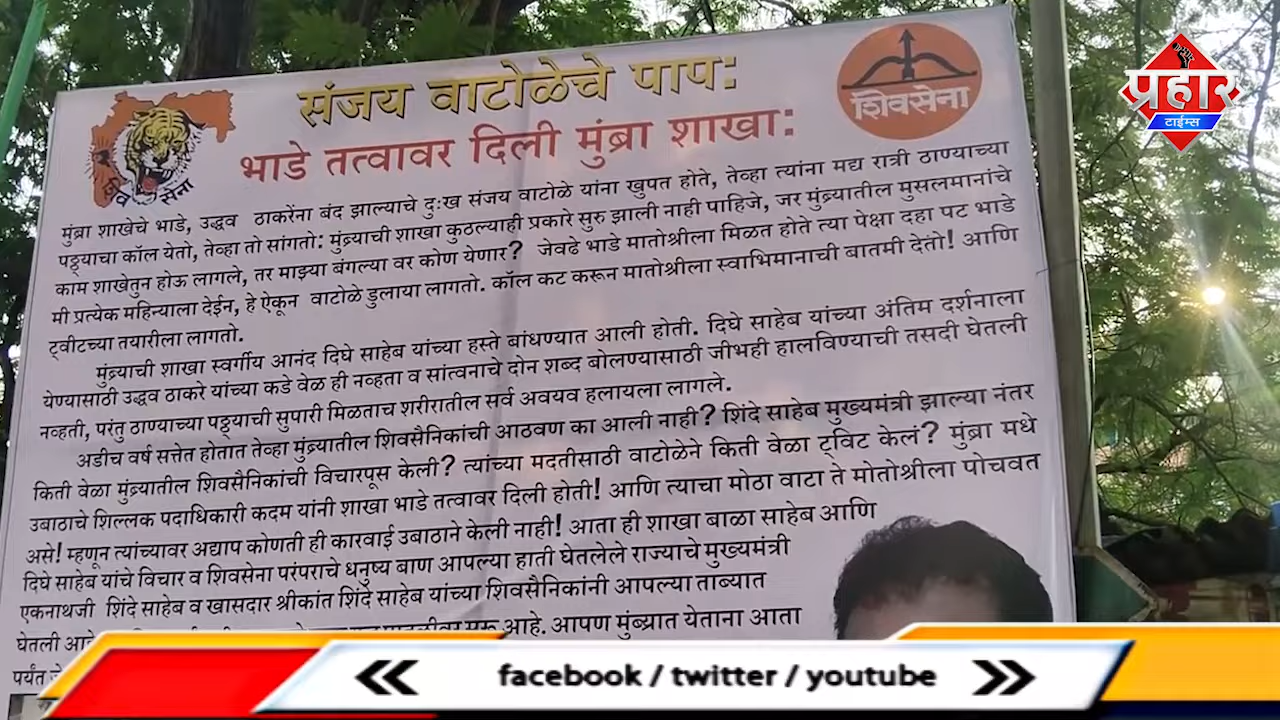 संजय वाटोळेचे पाप:
भाडे तत्वावर दिली मुंब्रा शाखा:
शिवसेना
शिवसेना
प्रहार
टाईम्स
मुंब्रा शाखेचे भाडे, उद्धव ठाकरेंना बंद झाल्याचे दुःख संजय वाटोळे यांना खुपत होते, तेव्हा त्यांना मद्य रात्री ठाण्याच्या
पठ्ठ्याचा कॉल येतो, तेव्हा तो सांगतो: मुंब्र्याची शाखा कुठल्याही प्रकारे सुरु झाली नाही पाहिजे, जर मुंब्र्यातील मुसलमानांचे
काम शाखेतुन होऊ लागले, तर माझ्या बंगल्या वर कोण येणार? जेवढे भाडे मातोश्रीला मिळत होते त्या पेक्षा दहा पट भाडे
मी प्रत्येक महिन्याला देईन, हे ऐकून वाटोळे डुलाया लागतो. कॉल कट करून मातोश्रीला स्वाभिमानाची बातमी देतो! आणि
ट्वीटच्या तयारीला लागतो.
मुंब्र्याची शाखा स्वर्गीय आनंद दिघे साहेब यांच्या हस्ते बांधण्यात आली होती. दिघे साहेब यांच्या अंतिम दर्शनाला
येण्यासाठी उद्धव ठाकरे यांच्या कडे वेळ ही नव्हता व सांत्वनाचे दोन शब्द बोलण्यासाठी जीभही हालविण्याची तसदी घेतली
नव्हती, परंतु ठाण्याच्या पठ्ठ्याची सुपारी मिळताच शरीरातील सर्व अवयव हलायला लागले.
अडीच वर्ष सत्तेत होतात तेव्हा मुंब्र्यातील शिवसैनिकांची आठवण का आली नाही? शिंदे साहेब मुख्यमंत्री झाल्या नंतर
किती वेळा मुंब्र्यातील शिवसैनिकांची विचारपूस केली? त्यांच्या मदतीसाठी वाटोळेने किती वेळा ट्विट केलं? मुंब्रा मधे
उबाठाचे शिल्लक पदाधिकारी कदम यांनी शाखा भाडे तत्वावर दिली होती! आणि त्याचा मोठा वाटा ते मोतोश्रीला पोचवत
असे! म्हणून त्यांच्यावर अद्याप कोणती ही कारवाई उबाठाने केली नाही! आता ही शाखा बाळा साहेब आणि
दिघे साहेब यांचे विचार व शिवसेना परंपराचे धनुष्य बाण आपल्या हाती घेतलेले राज्याचे मुख्यमंत्री
एकनाथजी शिंदे साहेब व खासदार श्रीकांत शिंदे साहेब यांच्या शिवसैनिकांनी आपल्या ताब्यात
घेतली आहे. आपण मुंब्र्यात येताना आता
पर्यंत
facebook / twitter / youtube